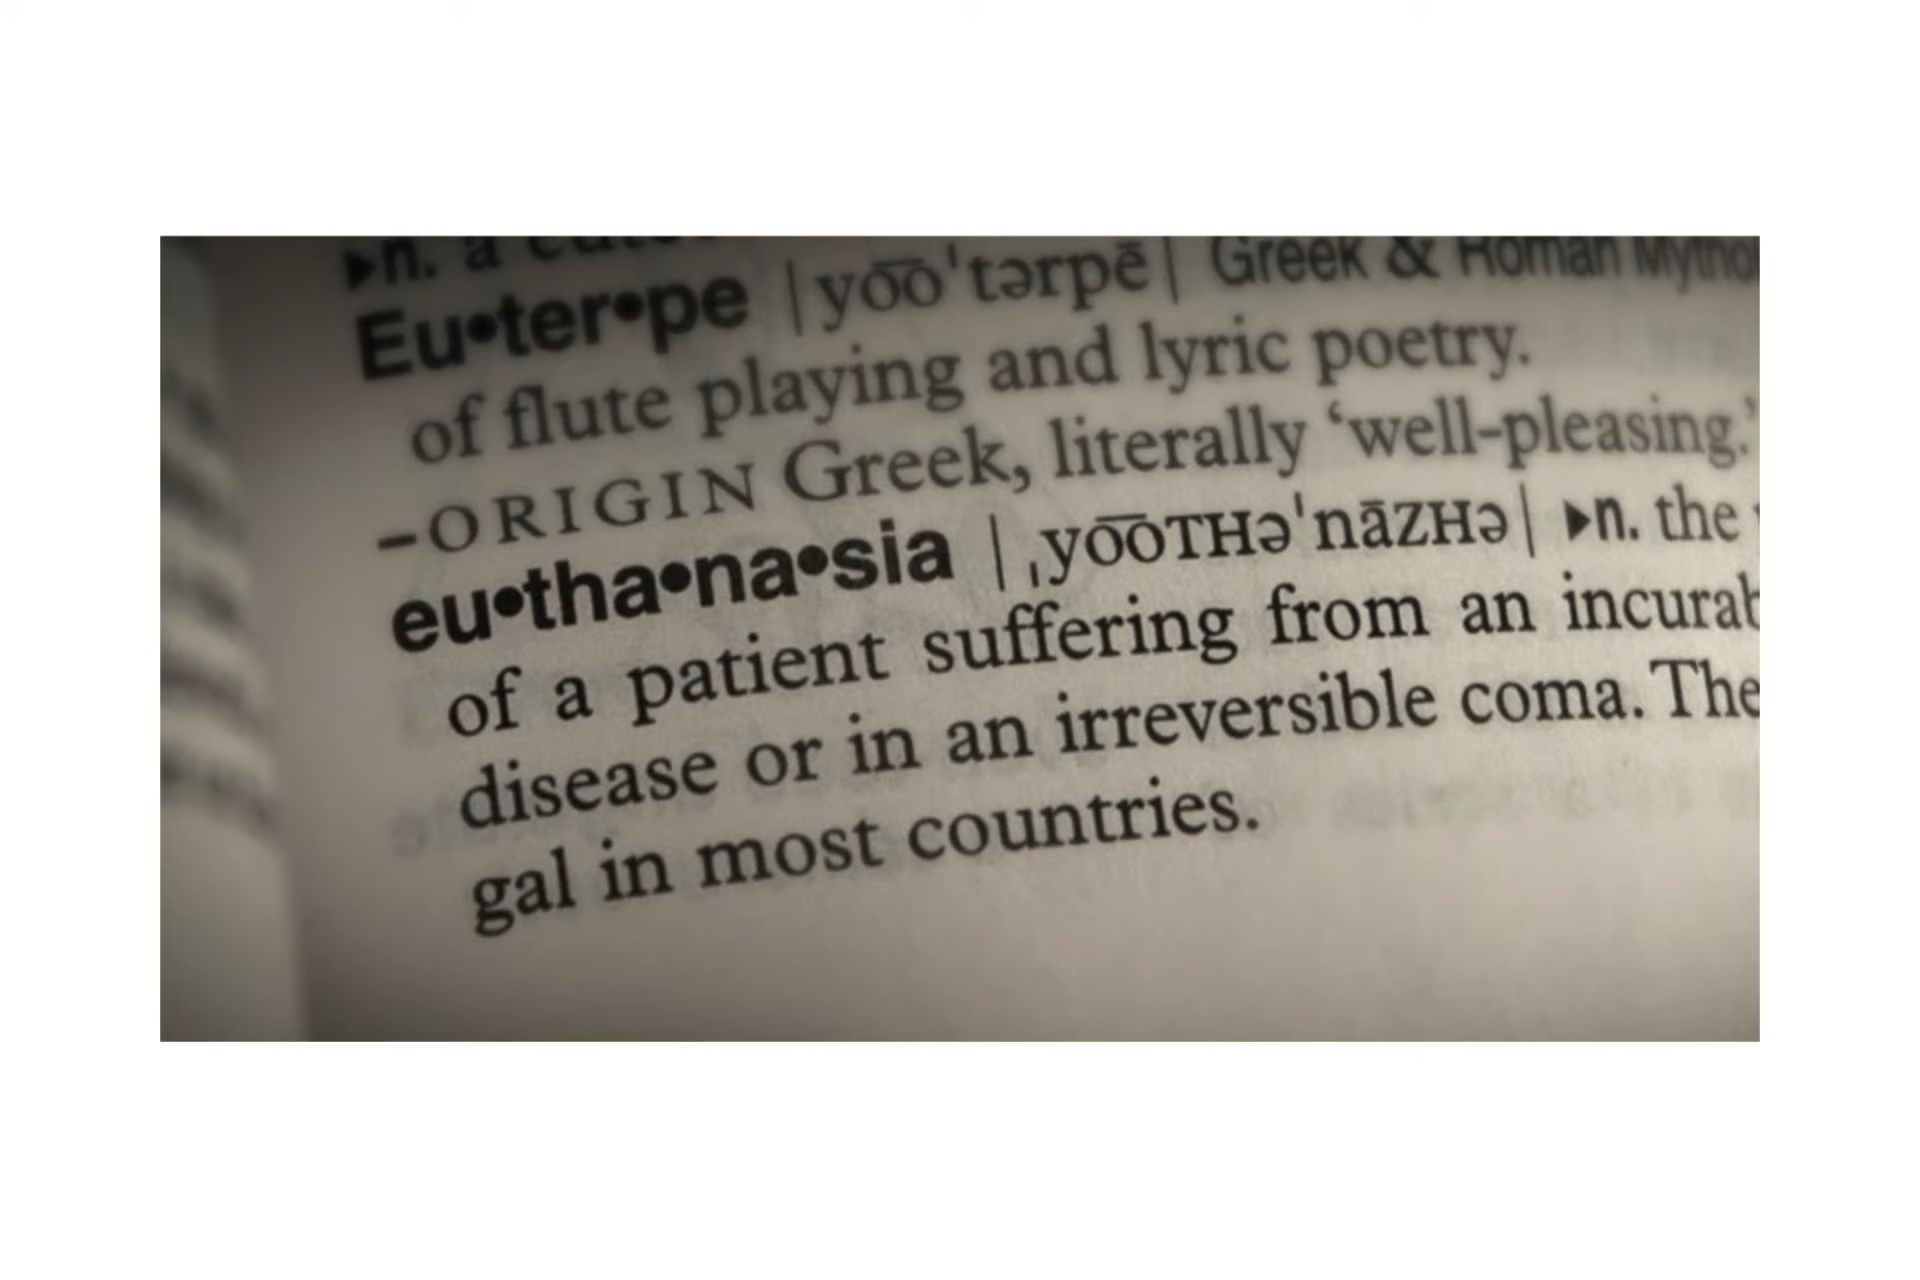 ▶n. a
Eu•ter•pe |yo͞oˈtərpē| Greek & Roman
of flute playing and lyric poetry.
–ORIGIN Greek, literally ‘well-pleasing.’
eu•tha•na•sia |ˌyo͞oTHəˈnāZHə| ▶n. the
of a patient suffering from an
disease or in an irreversible coma. The
gal in most countries.